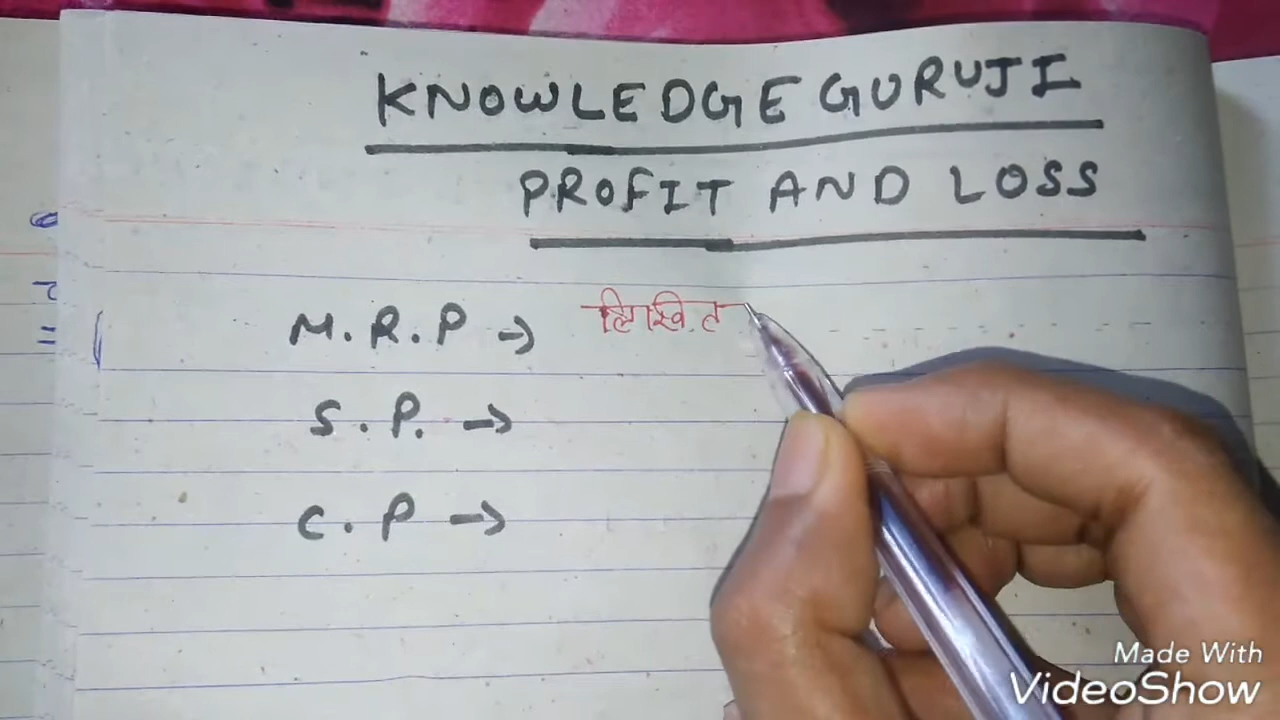 KNOWLEDGE GURUJI
PROFIT AND LOSS
M.R.P → लिखित
S.P. →
C.P →
Made With
VideoShow